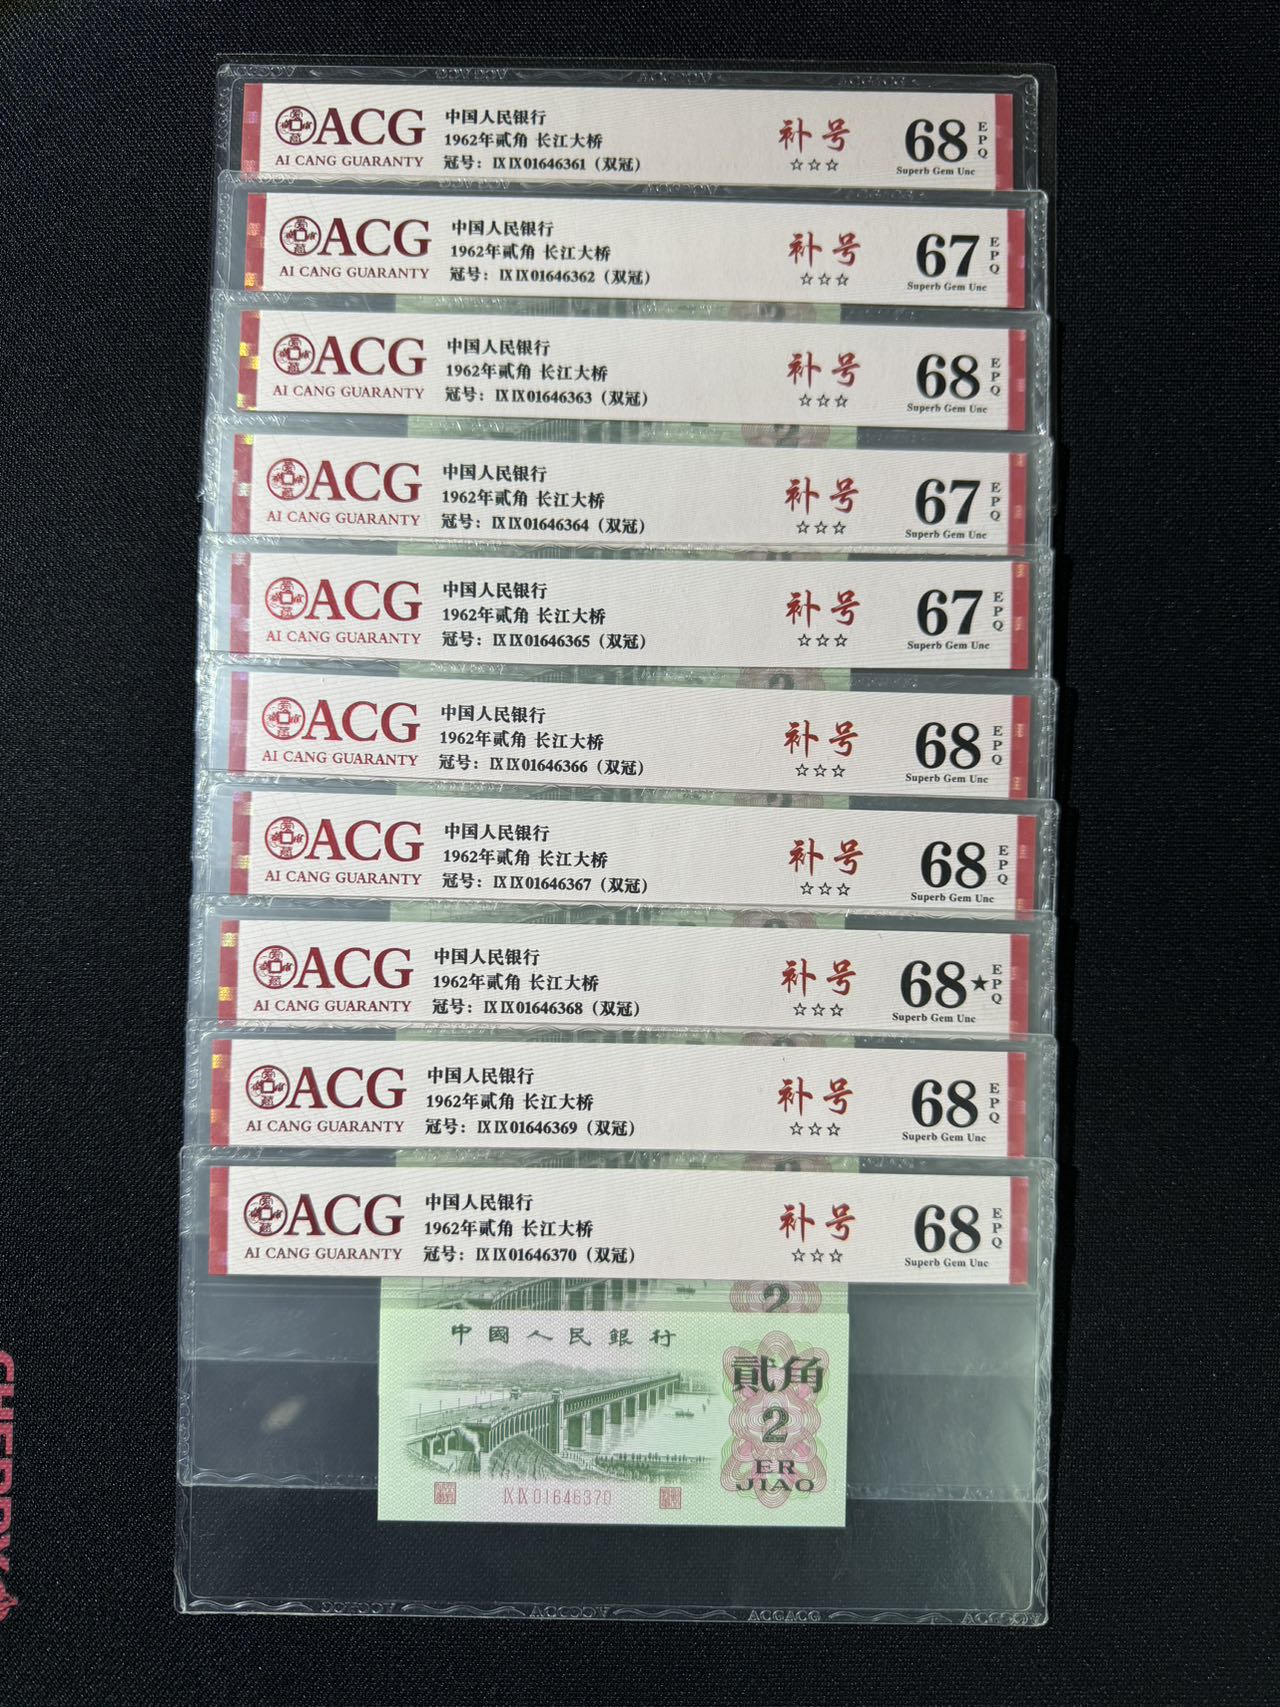 ACG
AI CANG GUARANTY
中国人民银行
1962年贰角 长江大桥
冠号：IX IX 01646361（双冠）
补号
☆☆☆
68 EPQ
Superb Gem Unc
ACG
AI CANG GUARANTY
中国人民银行
1962年贰角 长江大桥
冠号：IX IX 01646362（双冠）
补号
☆☆☆
67 EPQ
Superb Gem Unc
ACG
AI CANG GUARANTY
中国人民银行
1962年贰角 长江大桥
冠号：IX IX 01646363（双冠）
补号
☆☆☆
68 EPQ
Superb Gem Unc
ACG
AI CANG GUARANTY
中国人民银行
1962年贰角 长江大桥
冠号：IX IX 01646364（双冠）
补号
☆☆☆
67 EPQ
Superb Gem Unc
ACG
AI CANG GUARANTY
中国人民银行
1962年贰角 长江大桥
冠号：IX IX 01646365（双冠）
补号
☆☆☆
67 EPQ
Superb Gem Unc
ACG
AI CANG GUARANTY
中国人民银行
1962年贰角 长江大桥
冠号：IX IX 01646366（双冠）
补号
☆☆☆
68 EPQ
Superb Gem Unc
ACG
AI CANG GUARANTY
中国人民银行
1962年贰角 长江大桥
冠号：IX IX 01646367（双冠）
补号
☆☆☆
68 EPQ
Superb Gem Unc
ACG
AI CANG GUARANTY
中国人民银行
1962年贰角 长江大桥
冠号：IX IX 01646368（双冠）
补号
☆☆☆
68★ EPQ
Superb Gem Unc
ACG
AI CANG GUARANTY
中国人民银行
1962年贰角 长江大桥
冠号：IX IX 01646369（双冠）
补号
☆☆☆
68 EPQ
Superb Gem Unc
ACG
AI CANG GUARANTY
中国人民银行
1962年贰角 长江大桥
冠号：IX IX 01646370（双冠）
补号
☆☆☆
68 EPQ
Superb Gem Unc
2
中國人民銀行
貳角
2
ER
JIAO
IX IX 01646370
ACGACG
CHERRY